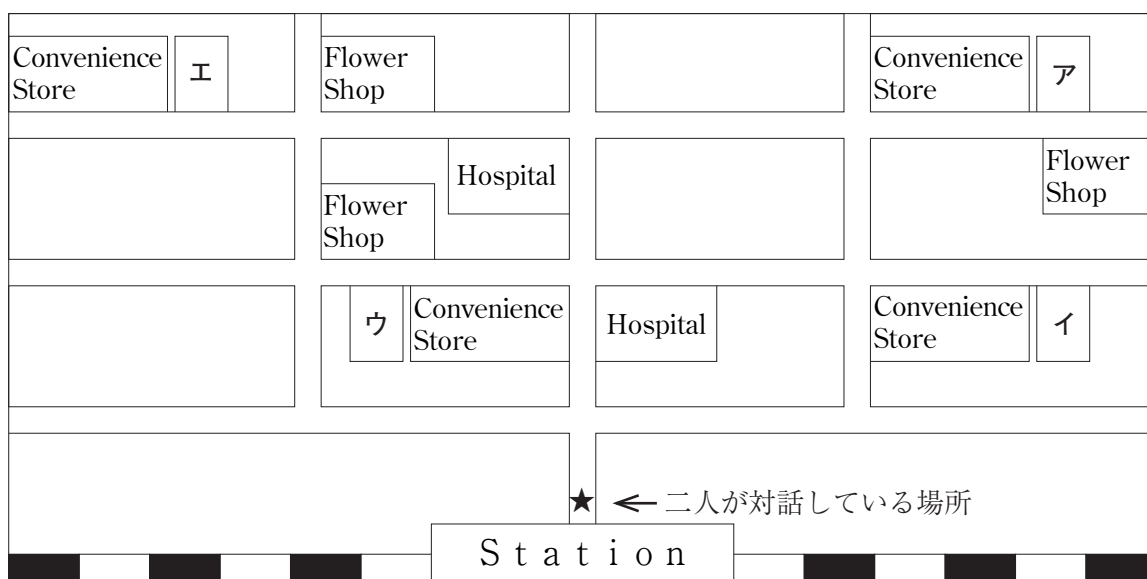 Convenience
Store
エ
Flower
Shop
Convenience
Store
ア
Flower
Shop
Hospital
Flower
Shop
ウ
Convenience
Store
Hospital
Convenience
Store
イ
★ ← 二人が対話している場所
Station